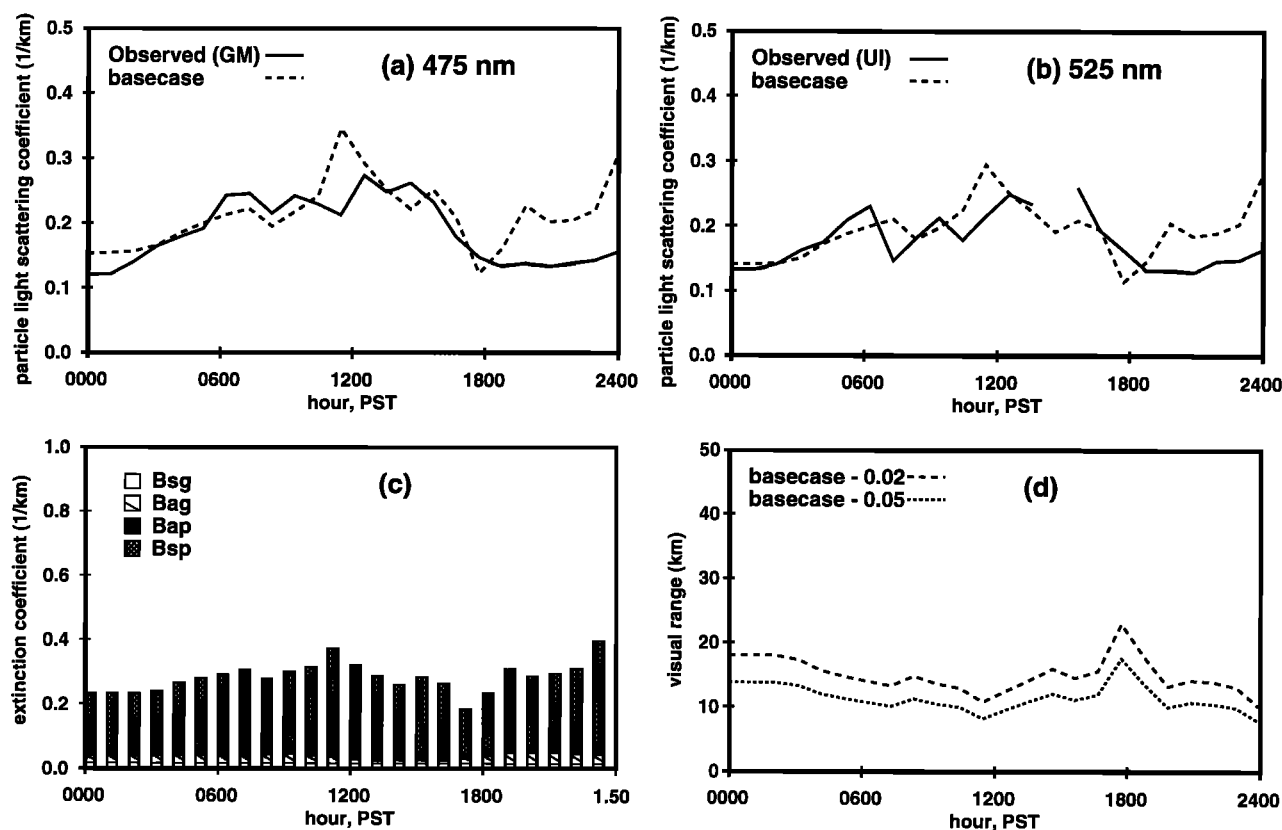 particle light scattering coefficient (1/km)
0.5
0.4
0.3
0.2
0.1
0.0
Observed (GM)
basecase
(a) 475 nm
0000 0600 1200 1800 2400
hour, PST
particle light scattering coefficient (1/km)
0.5
0.4
0.3
0.2
0.1
0.0
Observed (UI)
basecase
(b) 525 nm
0000 0600 1200 1800 2400
hour, PST
extinction coefficient (1/km)
1.0
0.8
0.6
0.4
0.2
0.0
Bsg
Bag
Bap
Bsp
(c)
0000 0600 1200 1800 1.50
hour, PST
visual range (km)
50
40
30
20
10
0
basecase - 0.02
basecase - 0.05
(d)
0000 0600 1200 1800 2400
hour, PST